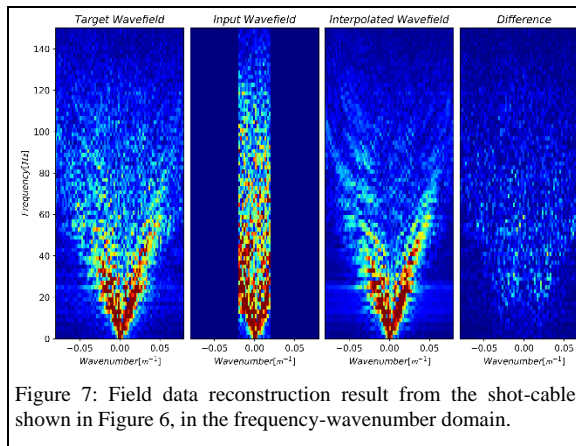 Target Wavefield Input Wavefield Interpolated Wavefield Difference
140
120
100
80
60
40
20
0
Frequency[Hz]
−0.05 0.00 0.05 −0.05 0.00 0.05 −0.05 0.00 0.05 −0.05 0.00 0.05
Wavenumber[m⁻¹] Wavenumber[m⁻¹] Wavenumber[m⁻¹] Wavenumber[m⁻¹]
Figure 7: Field data reconstruction result from the shot-cable
shown in Figure 6, in the frequency-wavenumber domain.